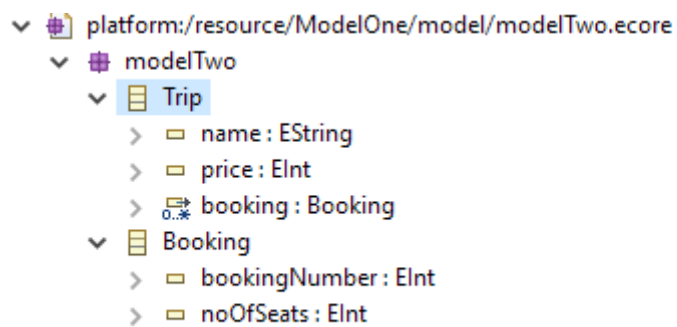 platform:/resource/ModelOne/model/modelTwo.ecore
modelTwo
Trip
name : EString
price : EInt
0..* booking : Booking
Booking
bookingNumber : EInt
noOfSeats : EInt